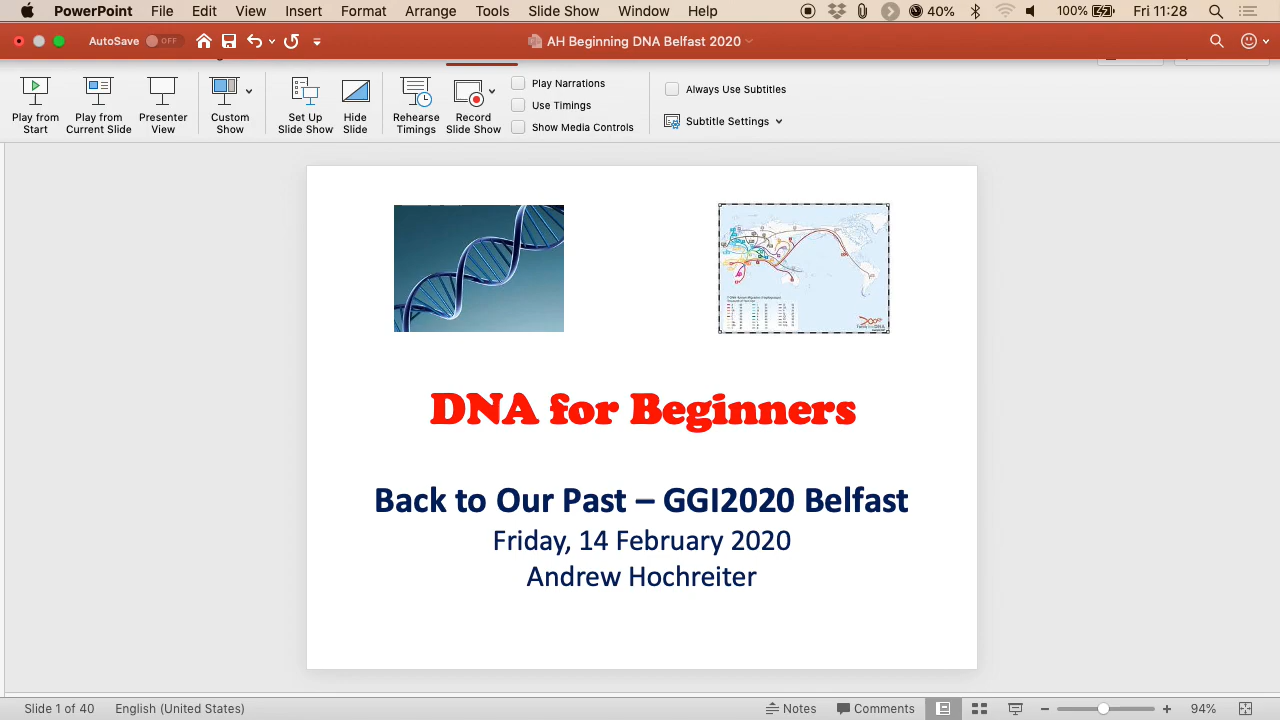 PowerPoint File Edit View Insert Format Arrange Tools Slide Show Window Help 40% 100% Fri 11:28
AutoSave OFF AH Beginning DNA Belfast 2020
Play from Start
Play from Current Slide
Presenter View
Custom Show
Set Up Slide Show
Hide Slide
Rehearse Timings
Record Slide Show
Play Narrations
Use Timings
Show Media Controls
Always Use Subtitles
Subtitle Settings
DNA for Beginners
Back to Our Past – GGI2020 Belfast
Friday, 14 February 2020
Andrew Hochreiter
Slide 1 of 40 English (United States) Notes Comments 94%